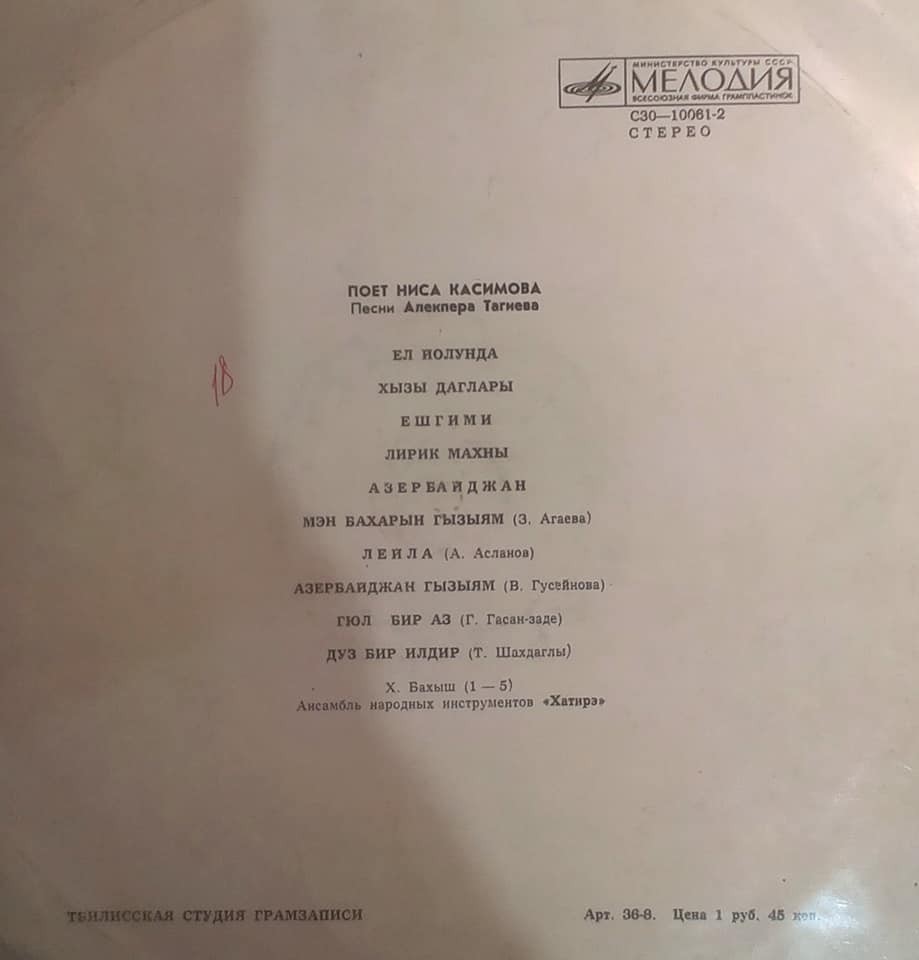 МИНИСТЕРСТВО КУЛЬТУРЫ СССР
МЕЛОДИЯ
ВСЕСОЮЗНАЯ ФИРМА ГРАМПЛАСТИНОК
С30—10061-2
СТЕРЕО
ПОЕТ НИСА КАСИМОВА
Песни Алекпера Тагиева
ЕЛ ЙОЛУНДА
ХЫЗЫ ДАГЛАРЫ
ЕШГИМИ
ЛИРИК МАХНЫ
АЗЕРБАЙДЖАН
МЭН БАХАРЫН ГЫЗЫЯМ (З. Агаева)
ЛЕЙЛА (А. Асланов)
АЗЕРБАЙДЖАН ГЫЗЫЯМ (В. Гусейнова)
ГЮЛ БИР АЗ (Г. Гасан-заде)
ДУЗ БИР ИЛДИР (Т. Шахдаглы)
Х. Бахыш (1 — 5)
Ансамбль народных инструментов «Хатирэ»
18
ТБИЛИССКАЯ СТУДИЯ ГРАМЗАПИСИ
Арт. 36-8. Цена 1 руб. 45 коп.